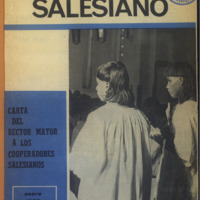 SALESIANO
CARTA
DEL
RECTOR MAYOR
A LOS
COOPERADORES
SALESIANOS